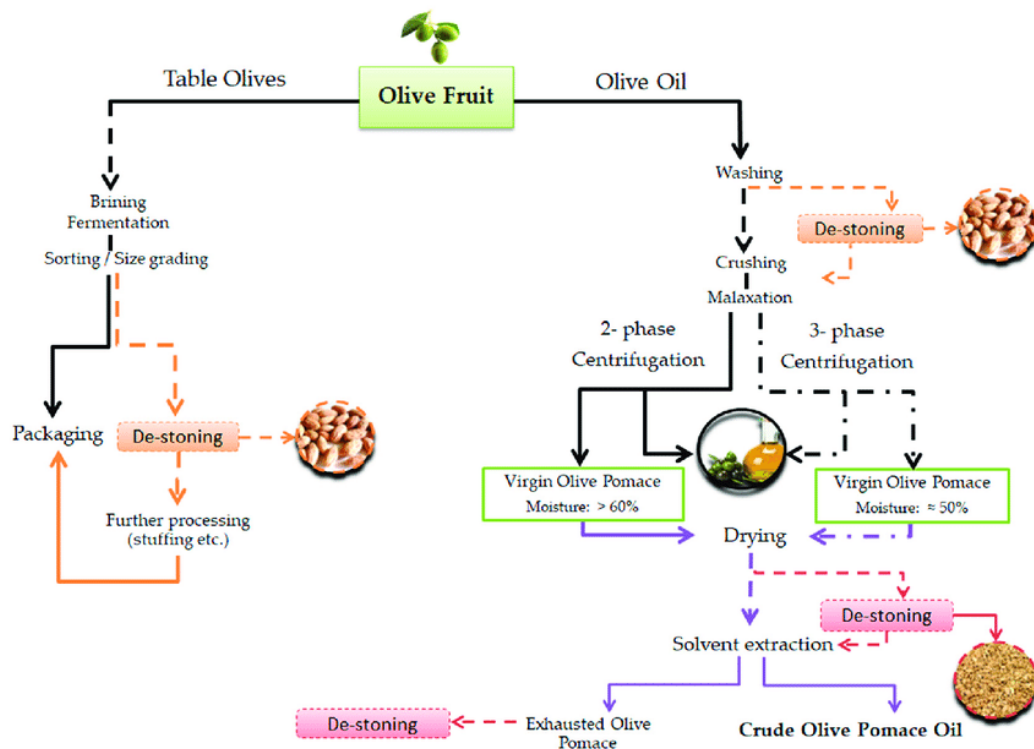 Table Olives
Olive Fruit
Olive Oil
Brining
Fermentation
Sorting / Size grading
Packaging
De-stoning
Further processing
(stuffing etc.)
Washing
De-stoning
Crushing
Malaxation
2- phase
Centrifugation
3- phase
Centrifugation
Virgin Olive Pomace
Moisture: > 60%
Virgin Olive Pomace
Moisture: ≈ 50%
Drying
De-stoning
Solvent extraction
De-stoning
Exhausted Olive
Pomace
Crude Olive Pomace Oil